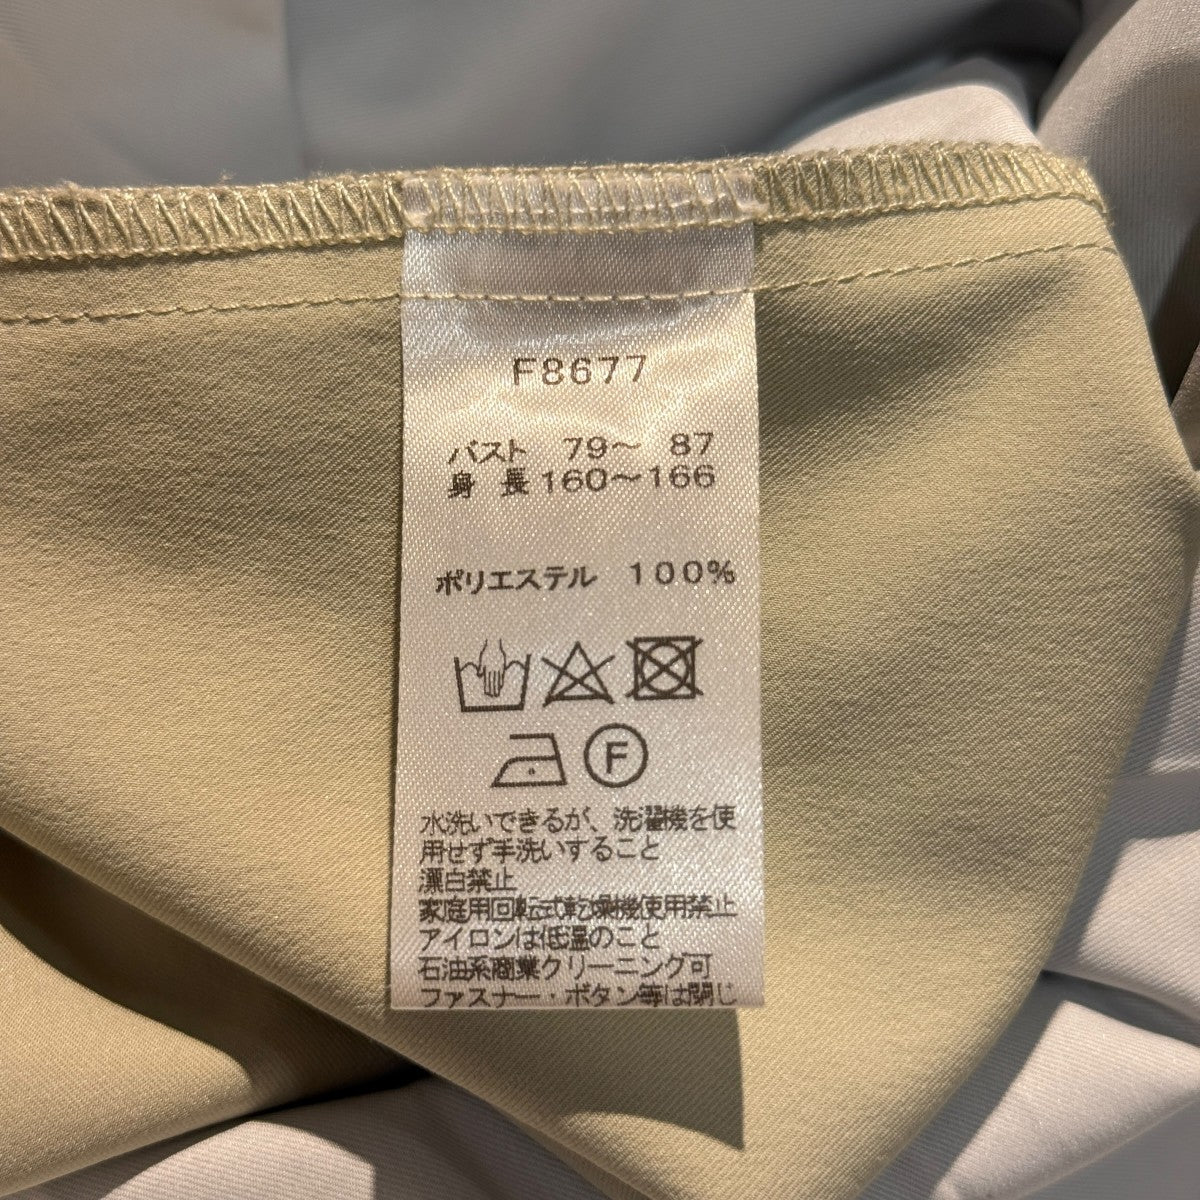 F8677
バスト 79～ 87
身 長 160～166
ポリエステル 100%
F
水洗いできるが、洗濯機を使
用せず手洗いすること
漂白禁止
家庭用回転式乾燥機使用禁止
アイロンは低温のこと
石油系商業クリーニング可
ファスナー・ボタン等は閉じ